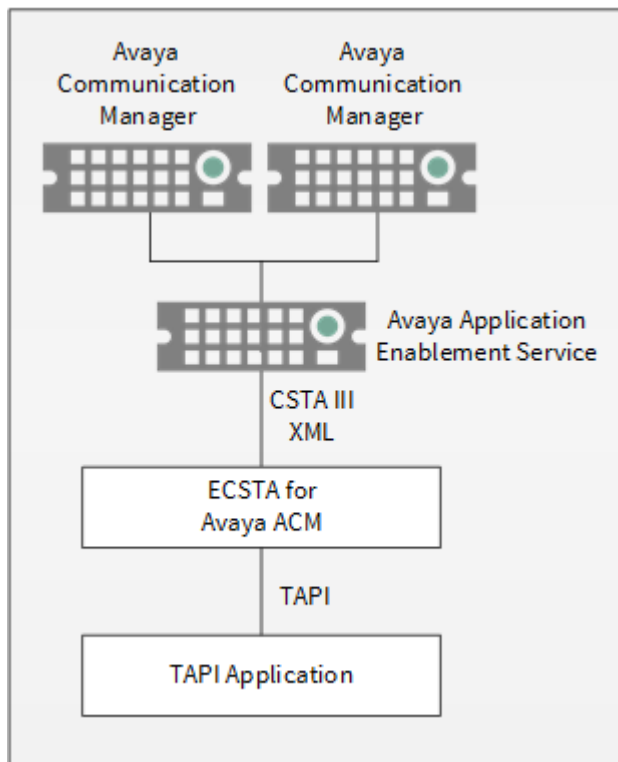 Avaya
Communication
Manager
Avaya
Communication
Manager
Avaya Application
Enablement Service
CSTA III
XML
ECSTA for
Avaya ACM
TAPI
TAPI Application